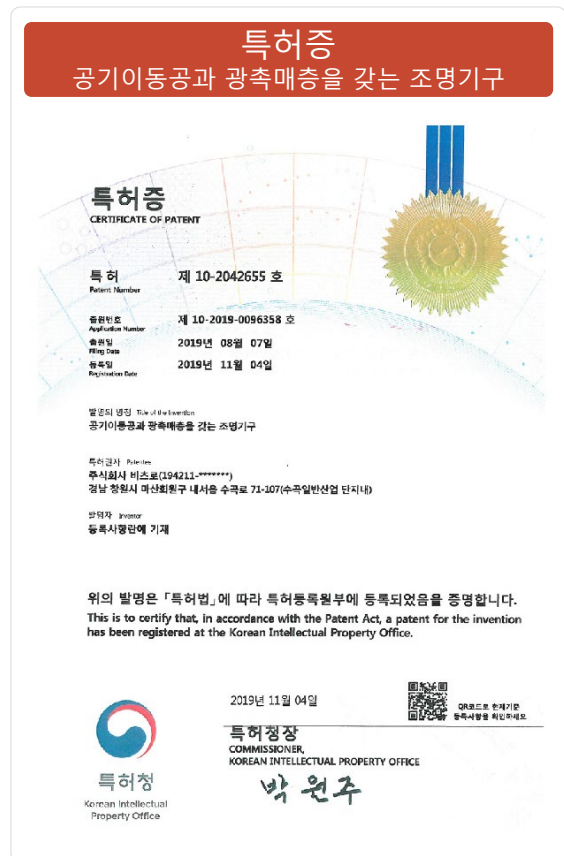 특허증
공기이동공과 광촉매층을 갖는 조명기구
특허증
CERTIFICATE OF PATENT
특 허
제 10-2042655 호
Patent Number
출원번호
제 10-2019-0096358 호
Application Number
출원일
2019년 08월 07일
Filing Date
등록일
2019년 11월 04일
Registration Date
발명의 명칭 Title of the Invention
공기이동공과 광촉매층을 갖는 조명기구
특허권자 Patentee
주식회사 비츠로(194211-*******)
경남 창원시 마산회원구 내서읍 수곡로 71-107(수곡일반산업 단지내)
발명자 Inventor
등록사항란에 기재
위의 발명은 「특허법」에 따라 특허등록원부에 등록되었음을 증명합니다.
This is to certify that, in accordance with the Patent Act, a patent for the invention
has been registered at the Korean Intellectual Property Office.
2019년 11월 04일
QR코드로 현재기준
등록사항을 확인하세요
특허청장
COMMISSIONER,
KOREAN INTELLECTUAL PROPERTY OFFICE
박 원 주
특허청
Korean Intellectual
Property Office